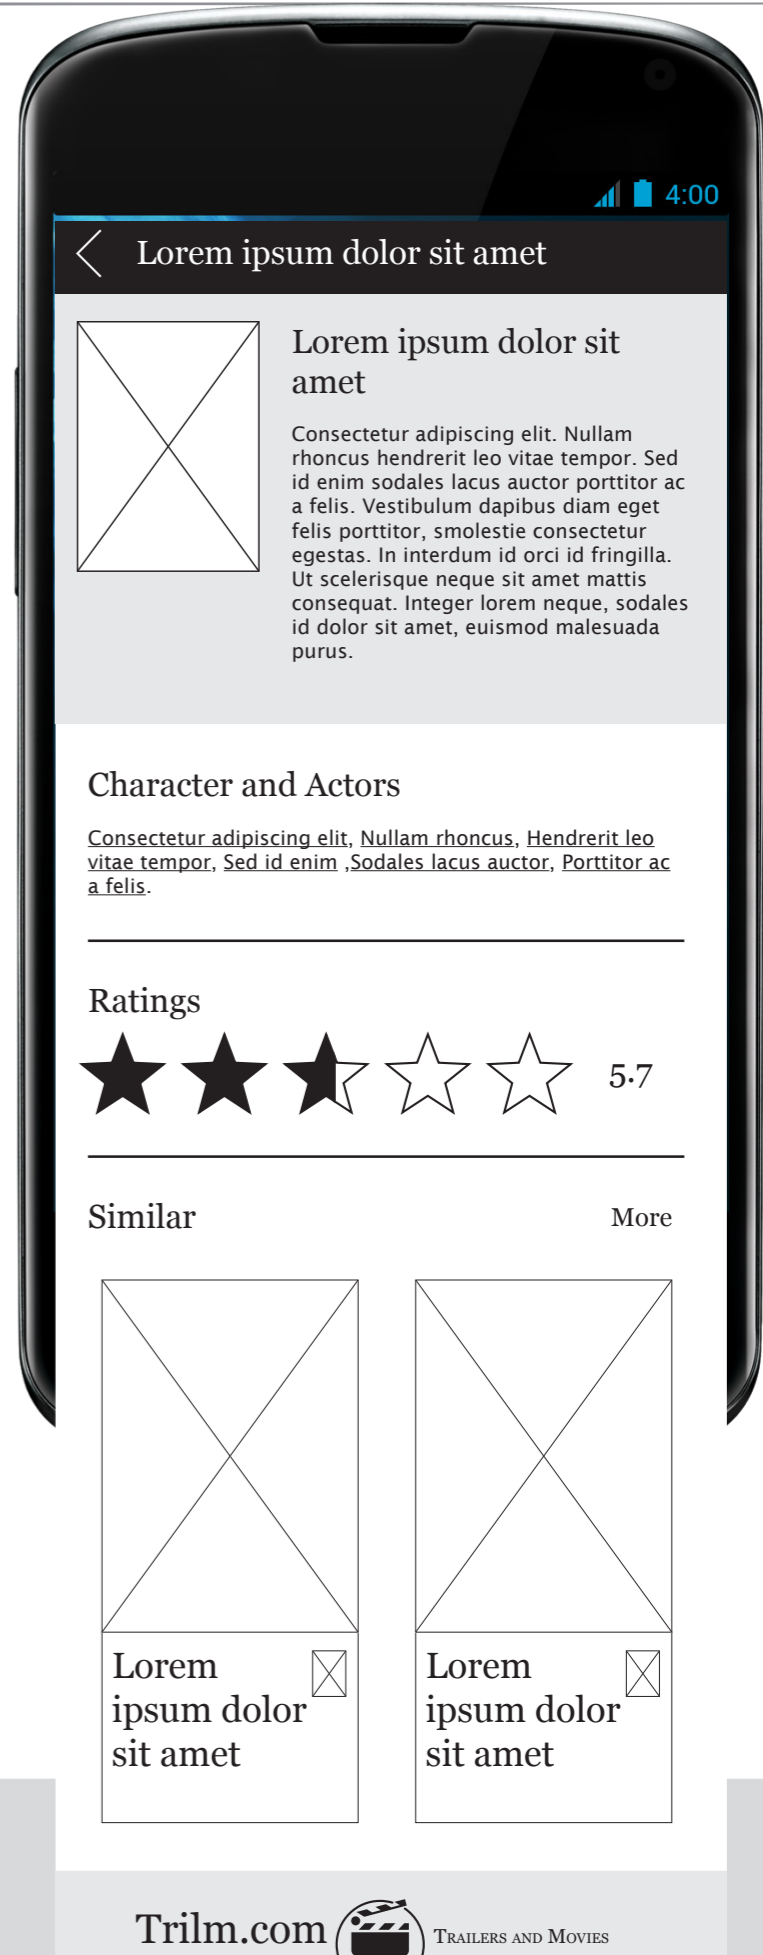 4:00
Lorem ipsum dolor sit amet
Lorem ipsum dolor sit
amet
Consectetur adipiscing elit. Nullam
rhoncus hendrerit leo vitae tempor. Sed
id enim sodales lacus auctor porttitor ac
a felis. Vestibulum dapibus diam eget
felis porttitor, smolestie consectetur
egestas. In interdum id orci id fringilla.
Ut scelerisque neque sit amet mattis
consequat. Integer lorem neque, sodales
id dolor sit amet, euismod malesuada
purus.
Character and Actors
Consectetur adipiscing elit, Nullam rhoncus, Hendrerit leo
vitae tempor, Sed id enim ,Sodales lacus auctor, Porttitor ac
a felis.
Ratings
5.7
Similar
More
Lorem
ipsum dolor
sit amet
Lorem
ipsum dolor
sit amet
Trilm.com
Trailers and Movies